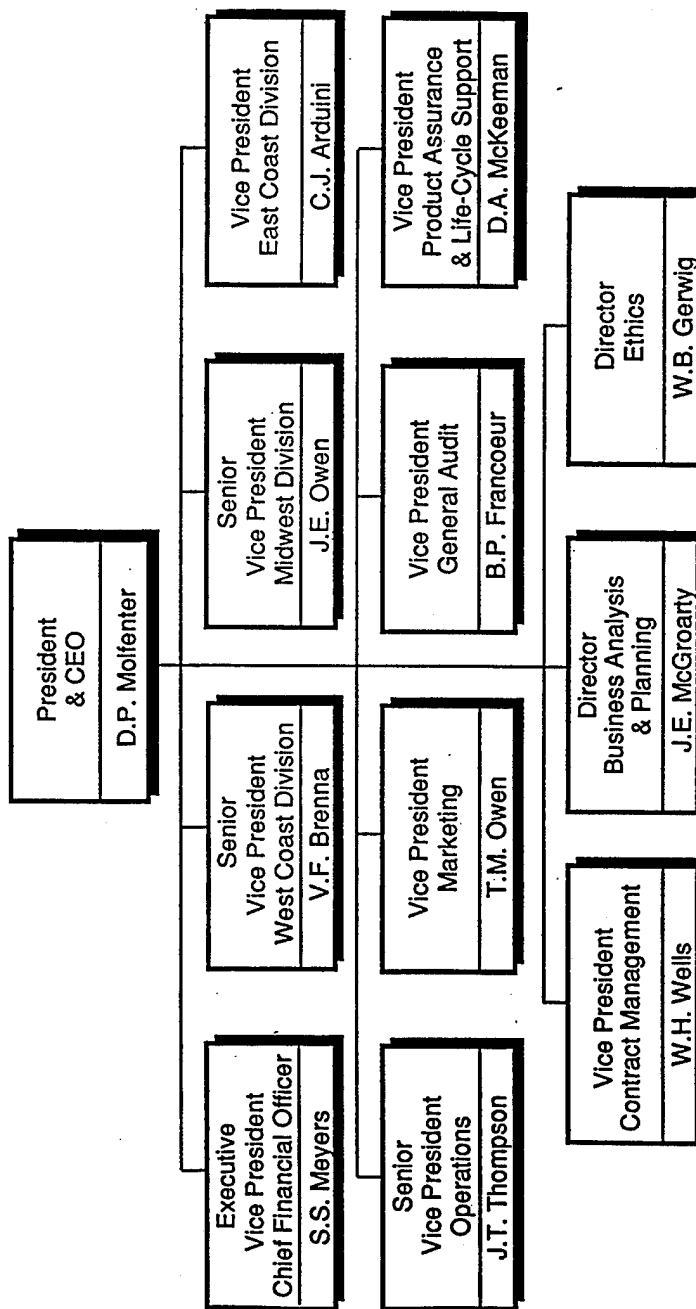 President
& CEO
D.P. Molfenter
Executive
Vice President
Chief Financial Officer
S.S. Meyers
Senior
Vice President
West Coast Division
V.F. Brenna
Senior
Vice President
Midwest Division
J.E. Owen
Vice President
East Coast Division
C.J. Arduini
Senior
Vice President
Operations
J.T. Thompson
Vice President
Marketing
T.M. Owen
Vice President
General Audit
B.P. Francoeur
Vice President
Product Assurance
& Life-Cycle Support
D.A. McKeeman
Vice President
Contract Management
W.H. Wells
Director
Business Analysis
& Planning
J.E. McGroarty
Director
Ethics
W.B. Gerwig